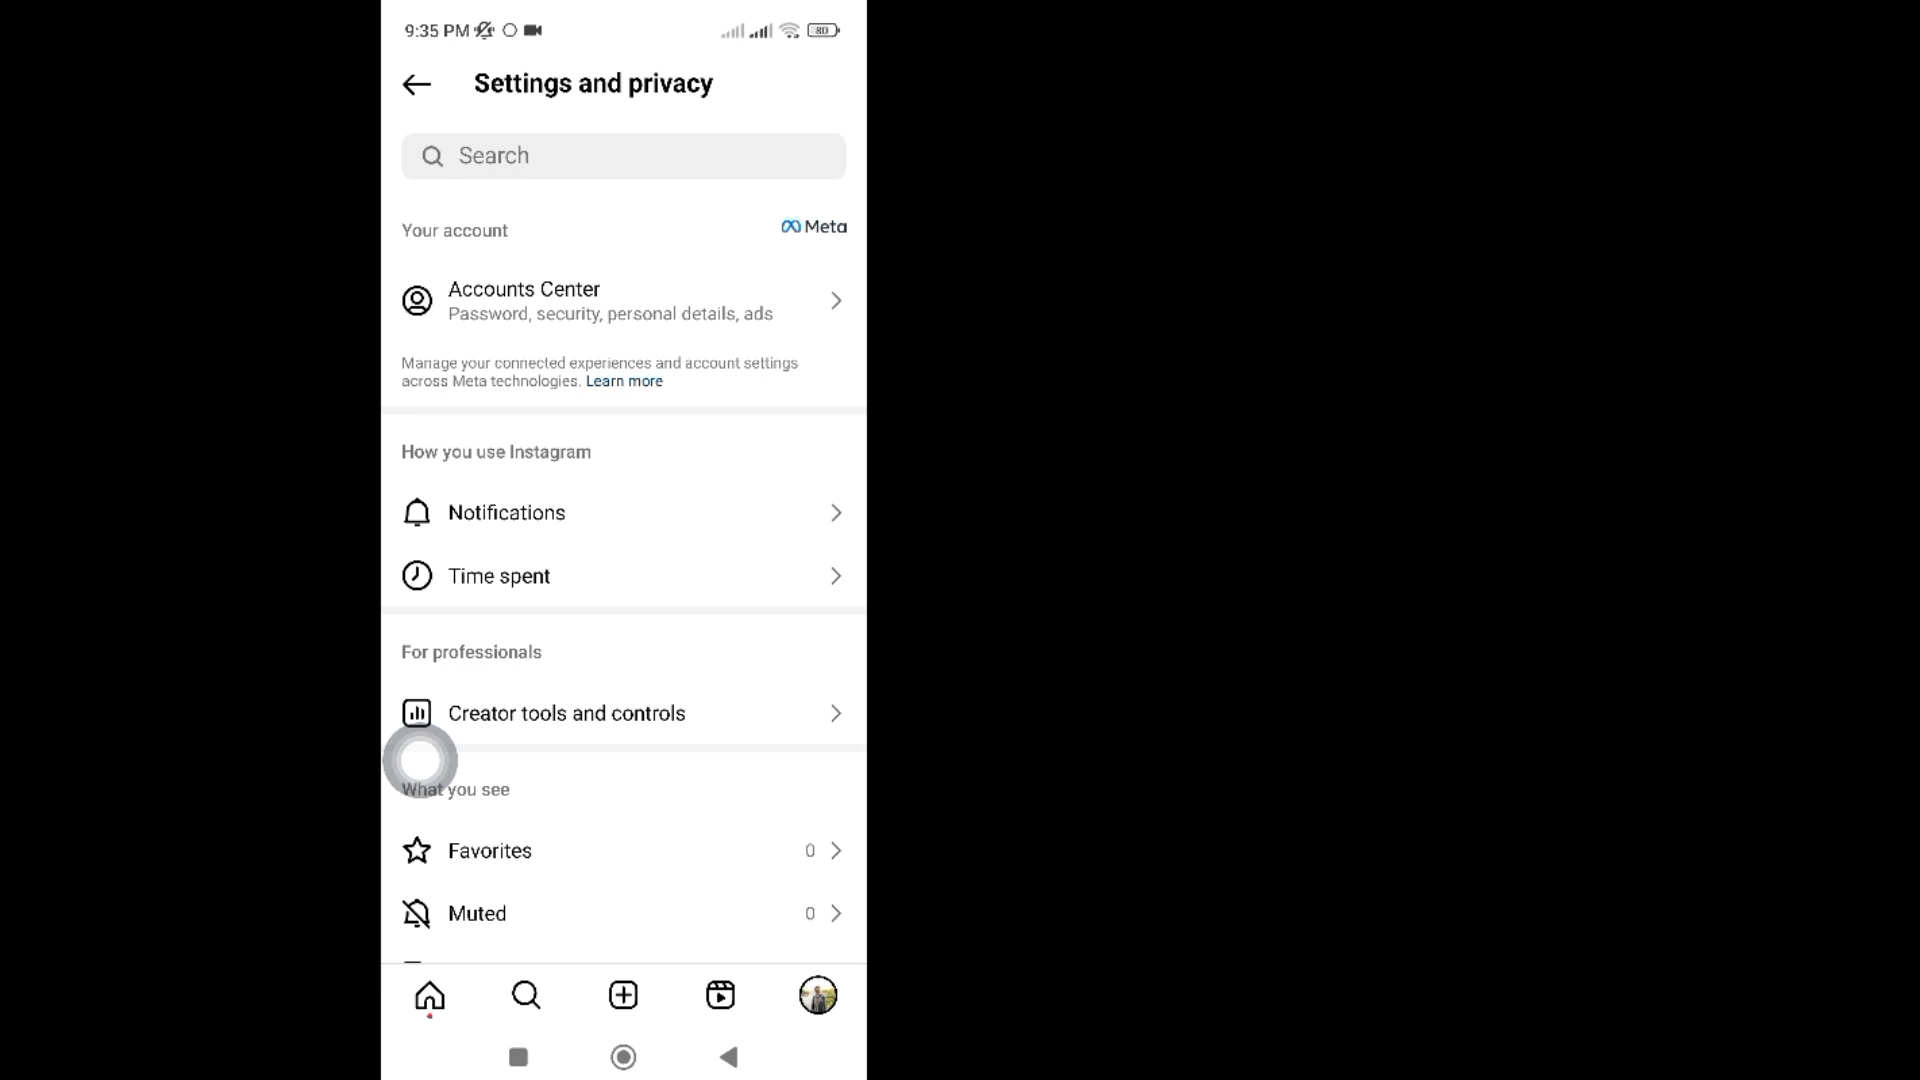 9:35 PM
80
Settings and privacy
Search
Your account
Meta
Accounts Center
Password, security, personal details, ads
Manage your connected experiences and account settings
across Meta technologies. Learn more
How you use Instagram
Notifications
Time spent
For professionals
Creator tools and controls
What you see
Favorites 0
Muted 0